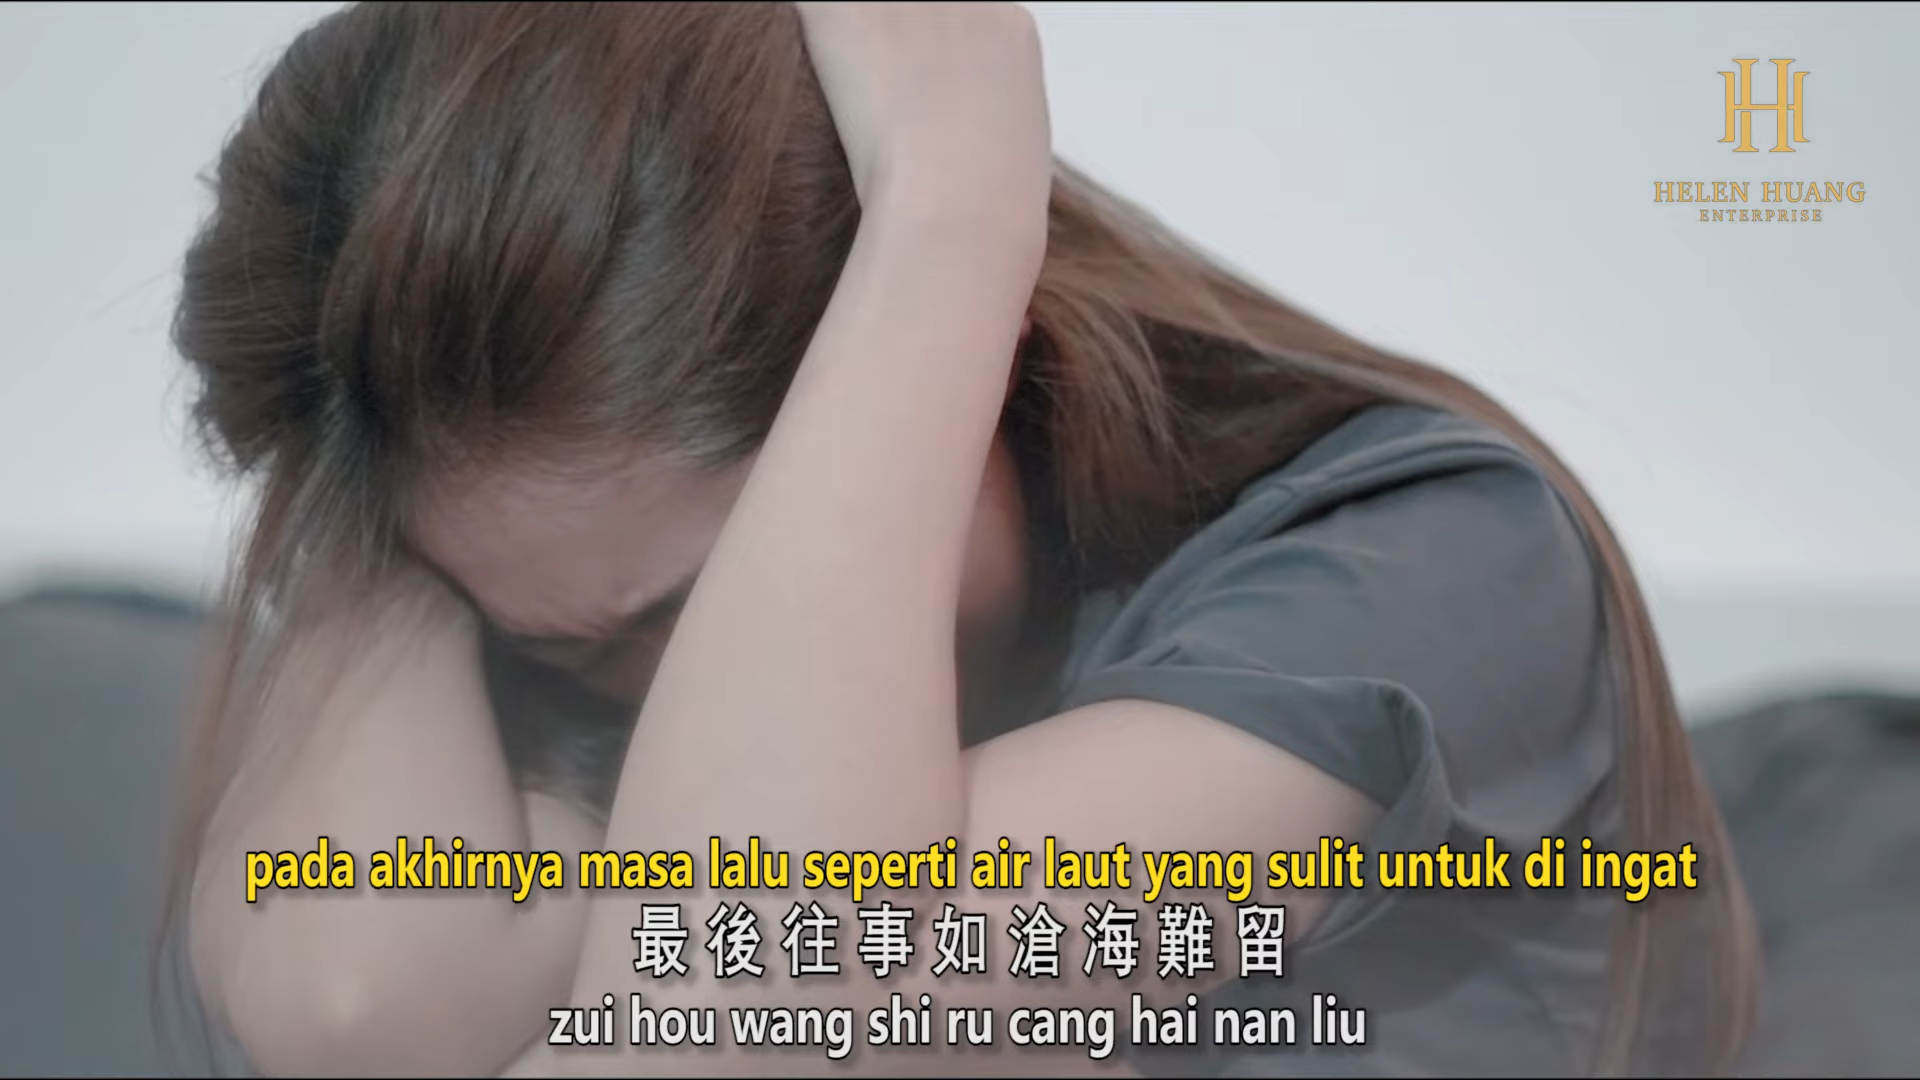 HELEN HUANG
ENTERPRISE
pada akhirnya masa lalu seperti air laut yang sulit untuk di ingat
最後往事如滄海難留
zui hou wang shi ru cang hai nan liu